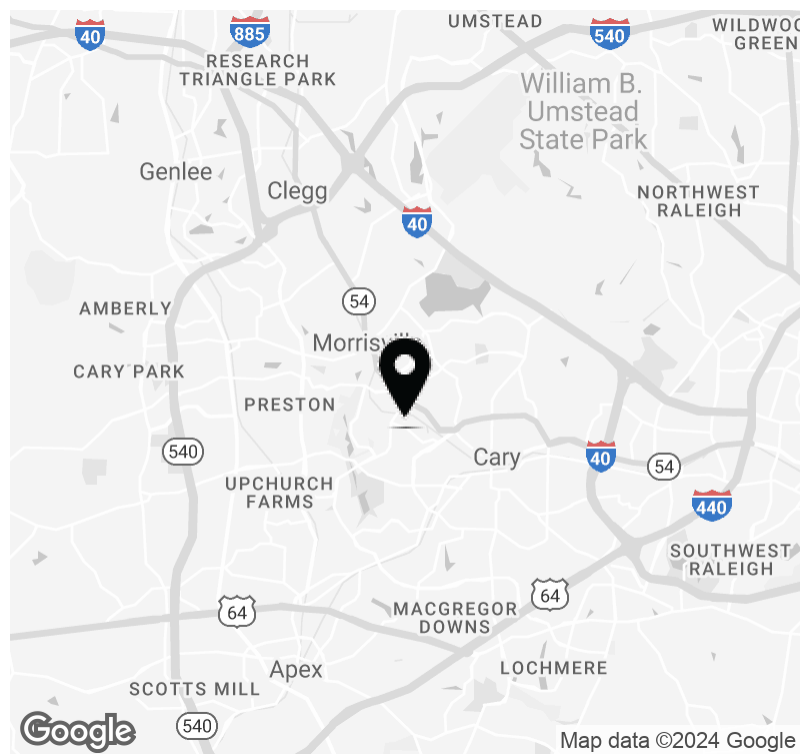 UMSTEAD
WILDWOO
GREEN
40
885
540
RESEARCH
TRIANGLE PARK
William B.
Umstead
State Park
Genlee
Clegg
NORTHWEST
RALEIGH
40
54
AMBERLY
Morrisvill
CARY PARK
PRESTON
540
Cary
40
54
UPCHURCH
FARMS
440
SOUTHWEST
RALEIGH
64
64
MACGREGOR
DOWNS
Apex
LOCHMERE
SCOTTS MILL
540
Google
Map data ©2024 Google